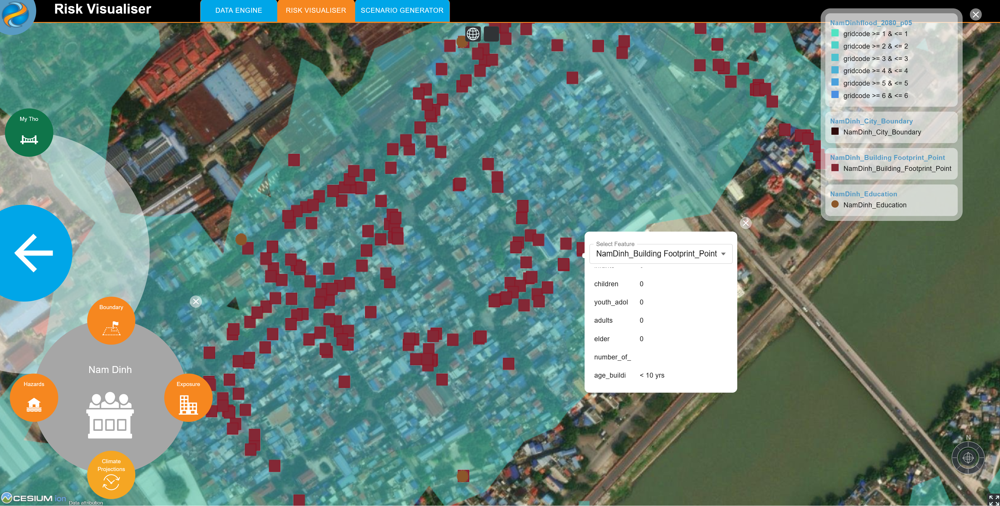 Risk Visualiser
DATA ENGINE
RISK VISUALISER
SCENARIO GENERATOR
NamDinhflood_2080_p05
gridcode >= 1 & <= 1
gridcode >= 2 & <= 2
gridcode >= 3 & <= 3
gridcode >= 4 & <= 4
gridcode >= 5 & <= 5
gridcode >= 6 & <= 6
NamDinh_City_Boundary
NamDinh_City_Boundary
NamDinh_Building Footprint_Point
NamDinh_Building_Footprint_Point
NamDinh_Education
NamDinh_Education
My Tho
Select Feature
NamDinh_Building Footprint_Point
children 0
youth_adol 0
adults 0
elder 0
number_of_
age_buildi < 10 yrs
Boundary
Nam Dinh
Hazards
Exposure
Climate
Projections
N
CESIUM ion
Data attribution